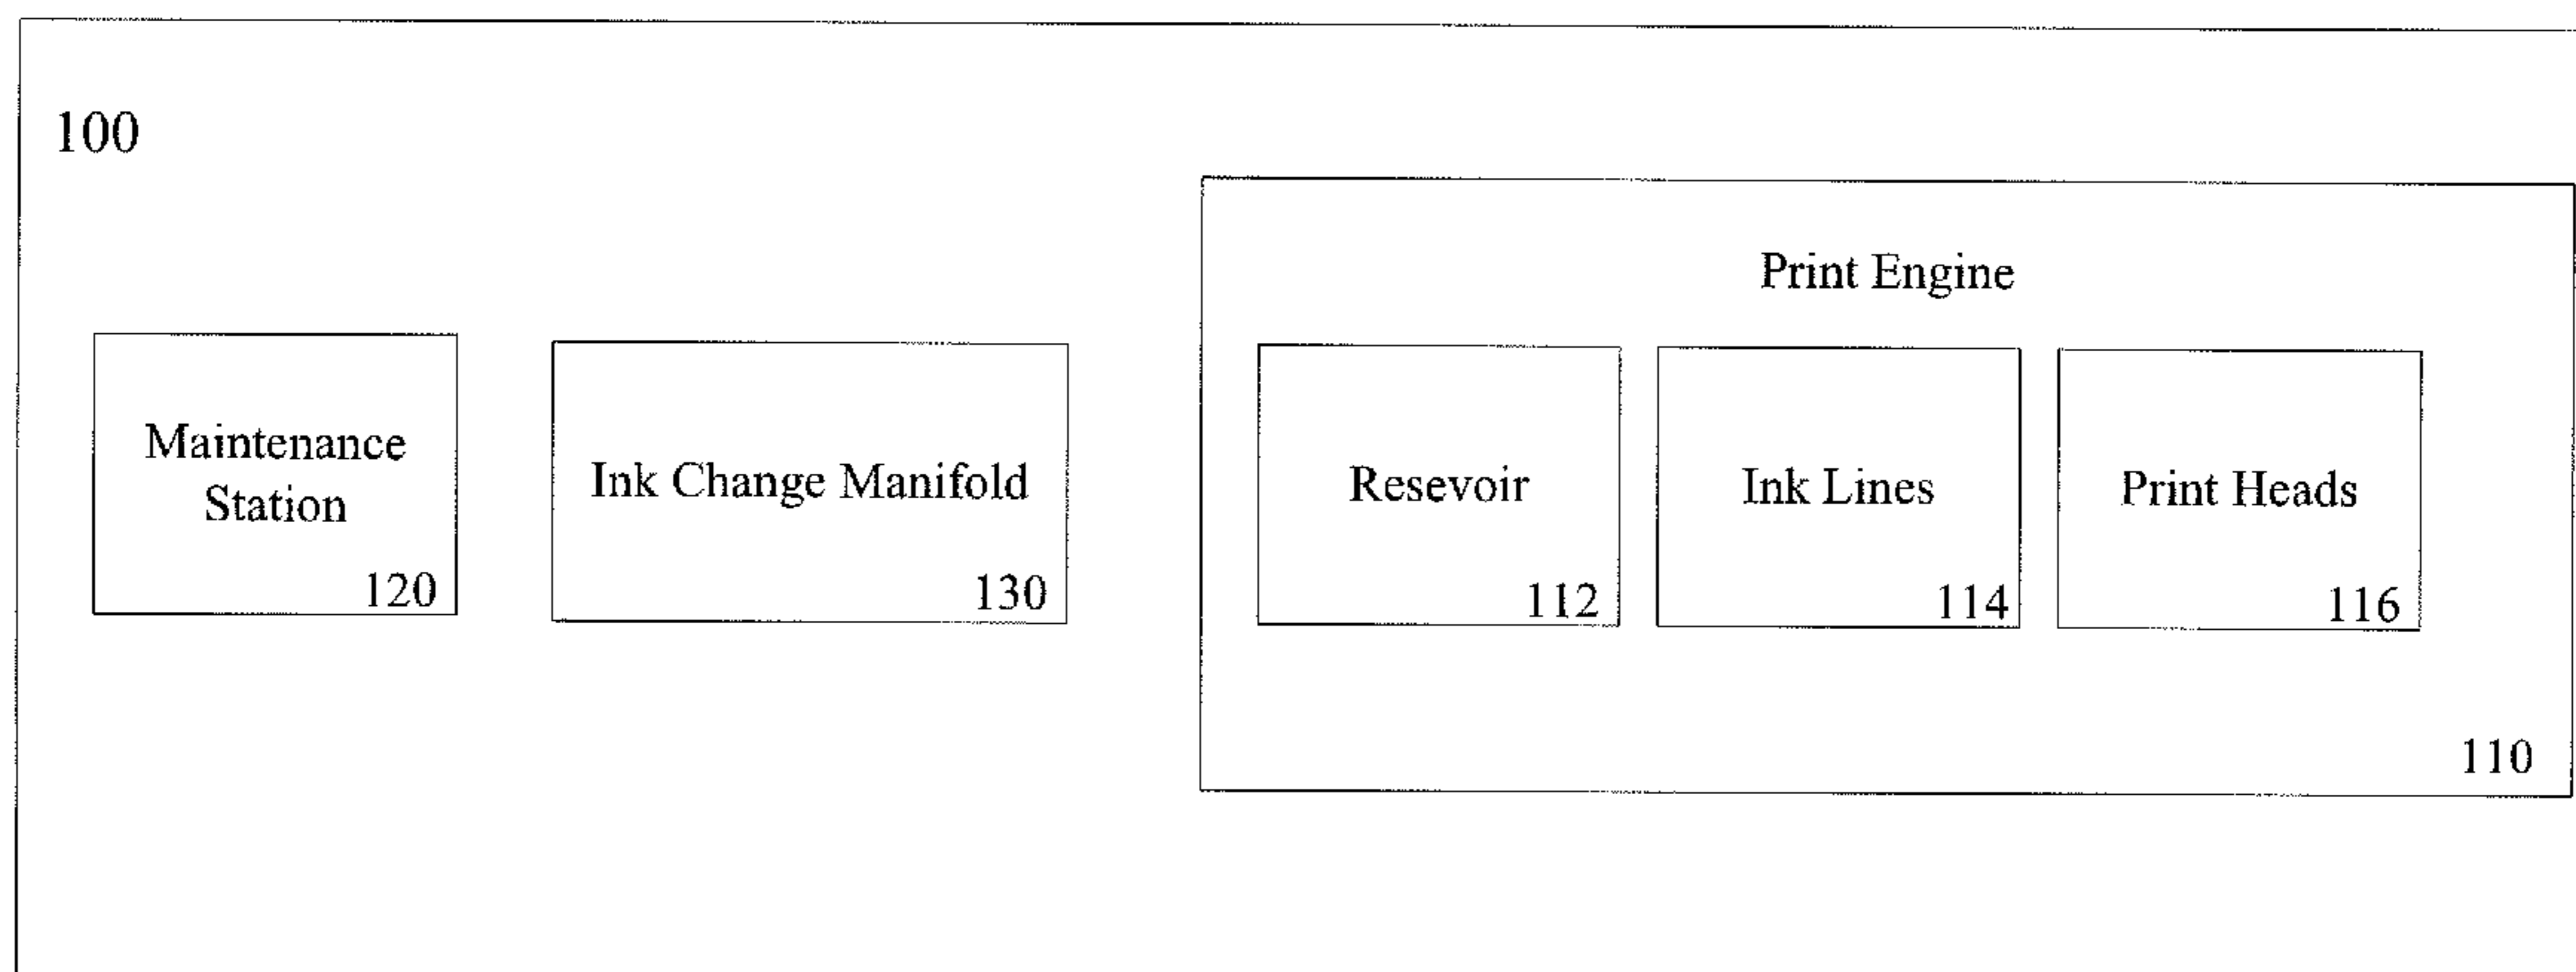 100
Print Engine
Maintenance
Station
120
Ink Change Manifold
130
Resevoir
112
Ink Lines
114
Print Heads
116
110